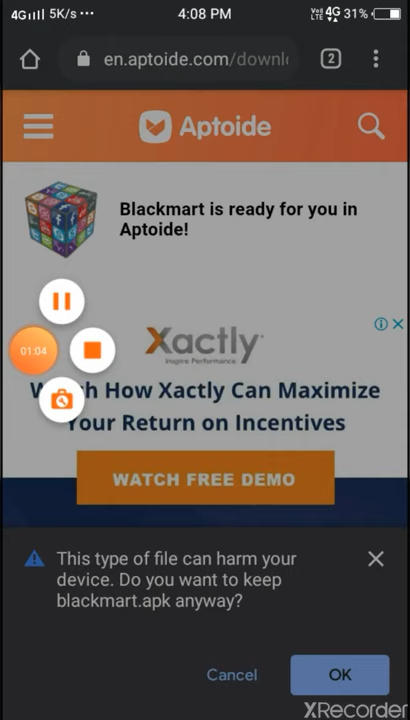 4G 5K/s ••• 4:08 PM VoI LTE 4G 31%
en.aptoide.com/downl 2
Aptoide
Blackmart is ready for you in
Aptoide!
Xactly
Inspire Performance
01:04
How Xactly Can Maximize
Your Return on Incentives
WATCH FREE DEMO
This type of file can harm your
device. Do you want to keep
blackmart.apk anyway?
Cancel OK
XRecorder